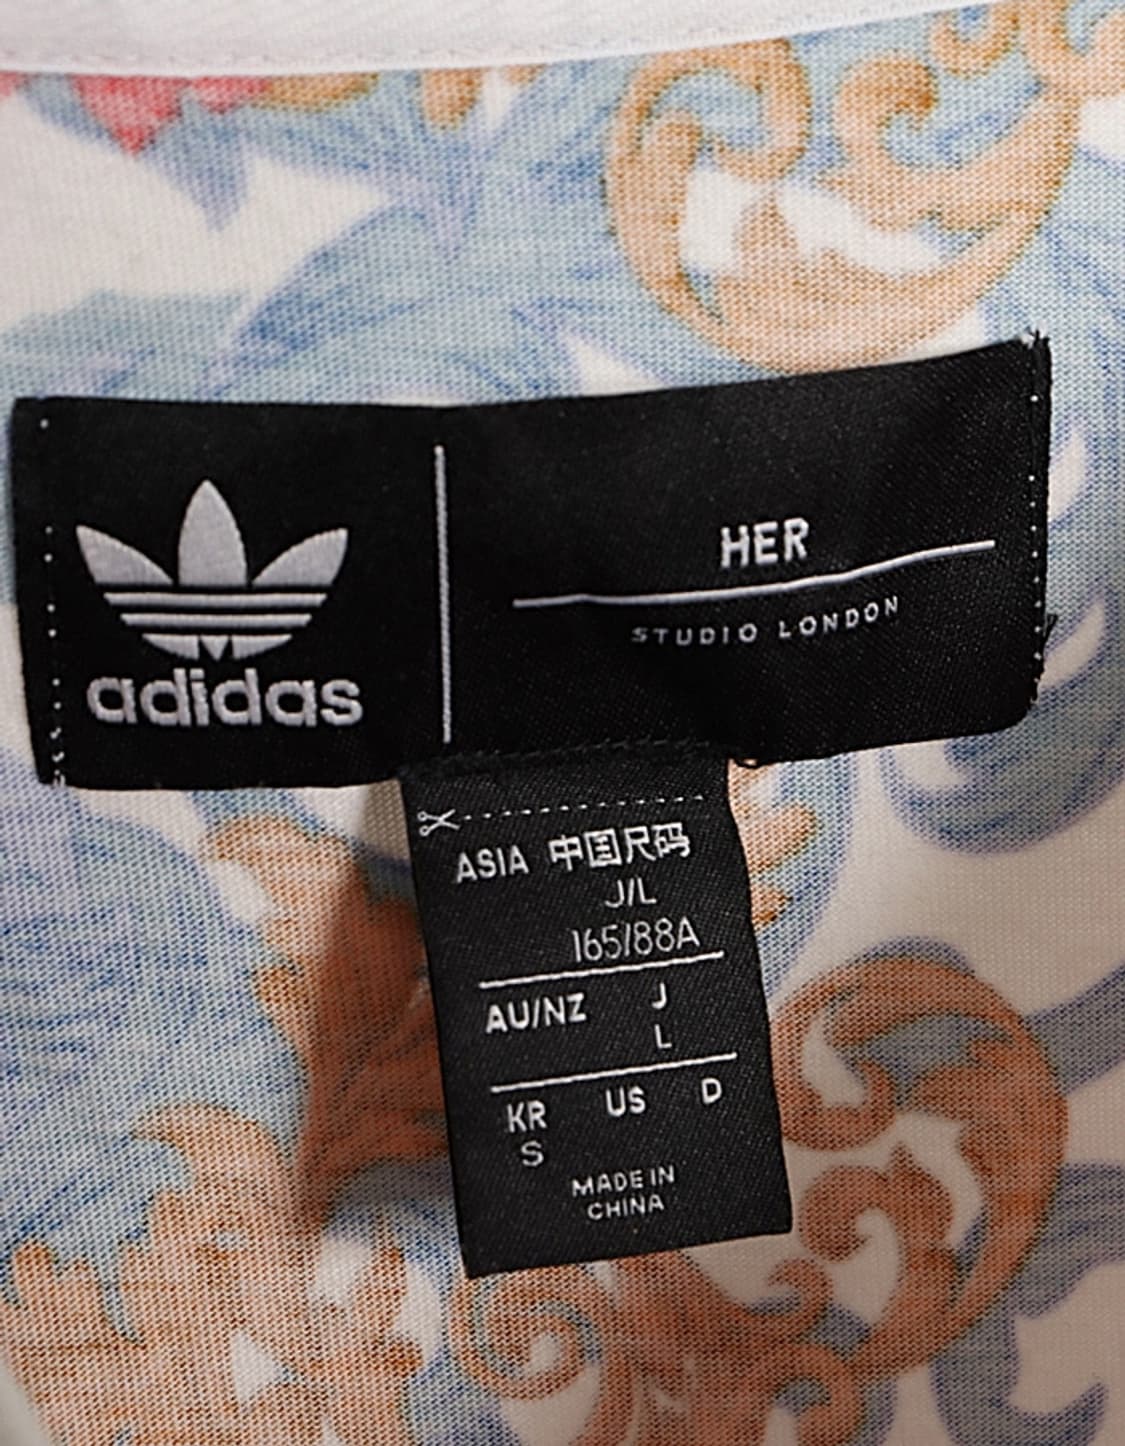 adidas
HER
STUDIO LONDON
ASIA 中国尺码
J/L
165/88A
AU/NZ J
L
KR US D
S
MADE IN
CHINA